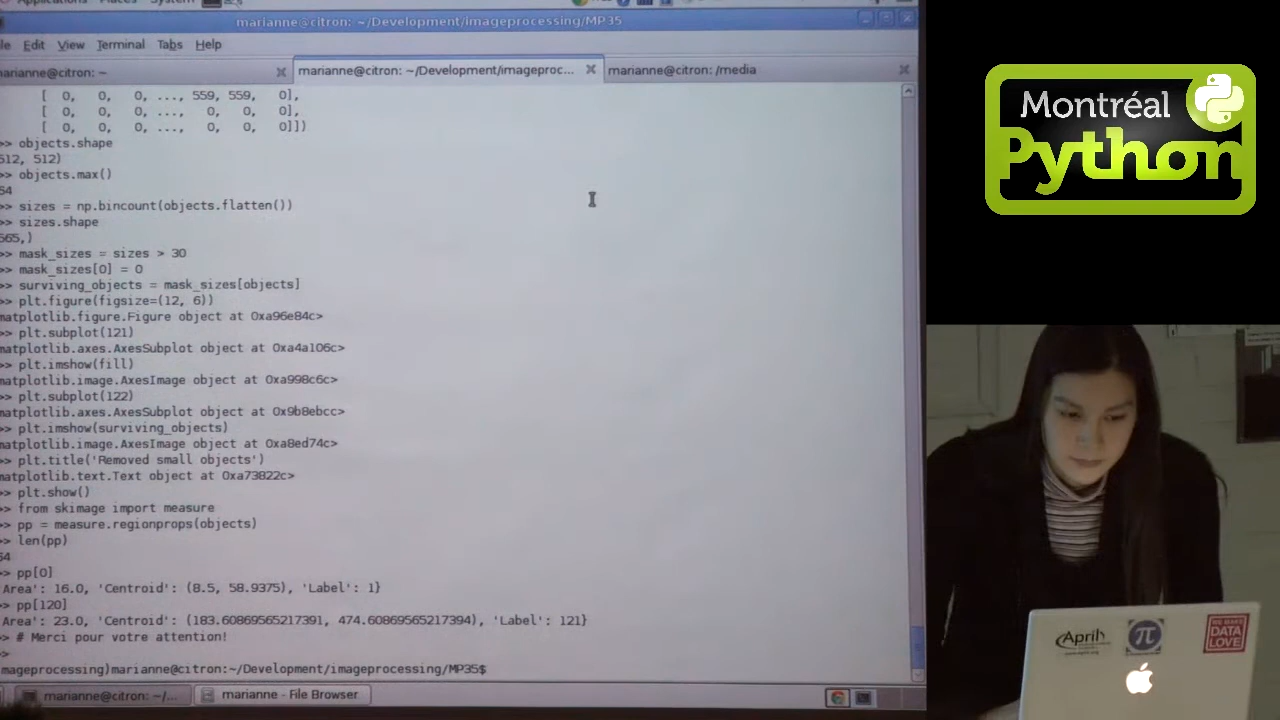 Applications Places System
marianne@citron: ~/Development/imageprocessing/MP35
le Edit View Terminal Tabs Help
marianne@citron: ~
marianne@citron: ~/Development/imageproc...
marianne@citron: /media
[ 0, 0, 0, ..., 559, 559, 0],
[ 0, 0, 0, ..., 0, 0, 0],
[ 0, 0, 0, ..., 0, 0, 0]])
>> objects.shape
512, 512)
>> objects.max()
64
>> sizes = np.bincount(objects.flatten())
>> sizes.shape
565,)
>> mask_sizes = sizes > 30
>> mask_sizes[0] = 0
>> surviving_objects = mask_sizes[objects]
>> plt.figure(figsize=(12, 6))
matplotlib.figure.Figure object at 0xa96e84c>
>> plt.subplot(121)
matplotlib.axes.AxesSubplot object at 0xa4a106c>
>> plt.imshow(fill)
matplotlib.image.AxesImage object at 0xa998c6c>
>> plt.subplot(122)
matplotlib.axes.AxesSubplot object at 0x9b8ebcc>
>> plt.imshow(surviving_objects)
matplotlib.image.AxesImage object at 0xa8ed74c>
>> plt.title('Removed small objects')
matplotlib.text.Text object at 0xa73822c>
>> plt.show()
>> from skimage import measure
>> pp = measure.regionprops(objects)
>> len(pp)
64
>> pp[0]
Area': 16.0, 'Centroid': (8.5, 58.9375), 'Label': 1}
>> pp[120]
Area': 23.0, 'Centroid': (183.60869565217391, 474.60869565217394), 'Label': 121}
>> # Merci pour votre attention!
>>
mageprocessing)marianne@citron:~/Development/imageprocessing/MP35$
marianne@citron: ~/...
marianne - File Browser
Montréal
Python
April
π
WE MAKE
DATA
LOVE